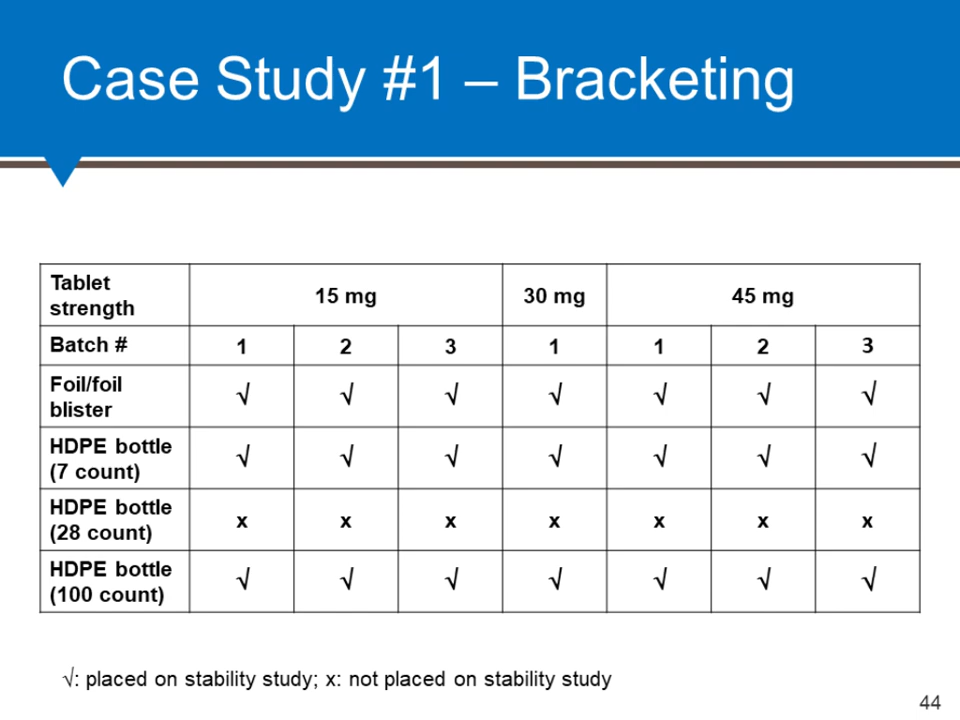 Case Study #1 – Bracketing
Tablet
strength
15 mg
30 mg
45 mg
Batch #
1
2
3
1
1
2
3
Foil/foil
blister
√
√
√
√
√
√
√
HDPE bottle
(7 count)
√
√
√
√
√
√
√
HDPE bottle
(28 count)
x
x
x
x
x
x
x
HDPE bottle
(100 count)
√
√
√
√
√
√
√
√: placed on stability study; x: not placed on stability study
44